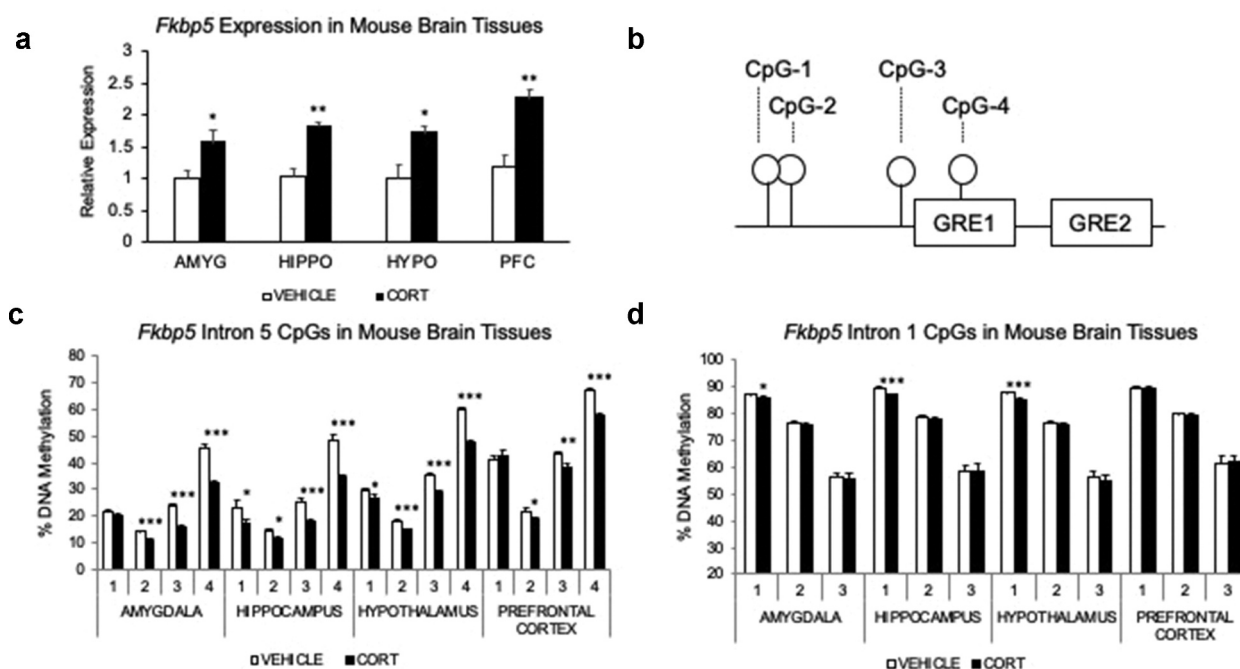 a
Fkbp5 Expression in Mouse Brain Tissues
Relative Expression
3
2.5
2
1.5
1
0.5
0
* ** * **
AMYG HIPPO HYPO PFC
VEHICLE CORT
b
CpG-1 CpG-3
CpG-2 CpG-4
GRE1 GRE2
c
Fkbp5 Intron 5 CpGs in Mouse Brain Tissues
% DNA Methylation
80
70
60
50
40
30
20
10
0
*** *** *** * * *** *** * *** *** *** * ** ***
1 2 3 4 1 2 3 4 1 2 3 4 1 2 3 4
AMYGDALA HIPPOCAMPUS HYPOTHALAMUS PREFRONTAL
CORTEX
VEHICLE CORT
d
Fkbp5 Intron 1 CpGs in Mouse Brain Tissues
% DNA Methylation
100
90
80
70
60
50
40
30
20
* *** ***
1 2 3 1 2 3 1 2 3 1 2 3
AMYGDALA HIPPOCAMPUS HYPOTHALAMUS PREFRONTAL
CORTEX
VEHICLE CORT